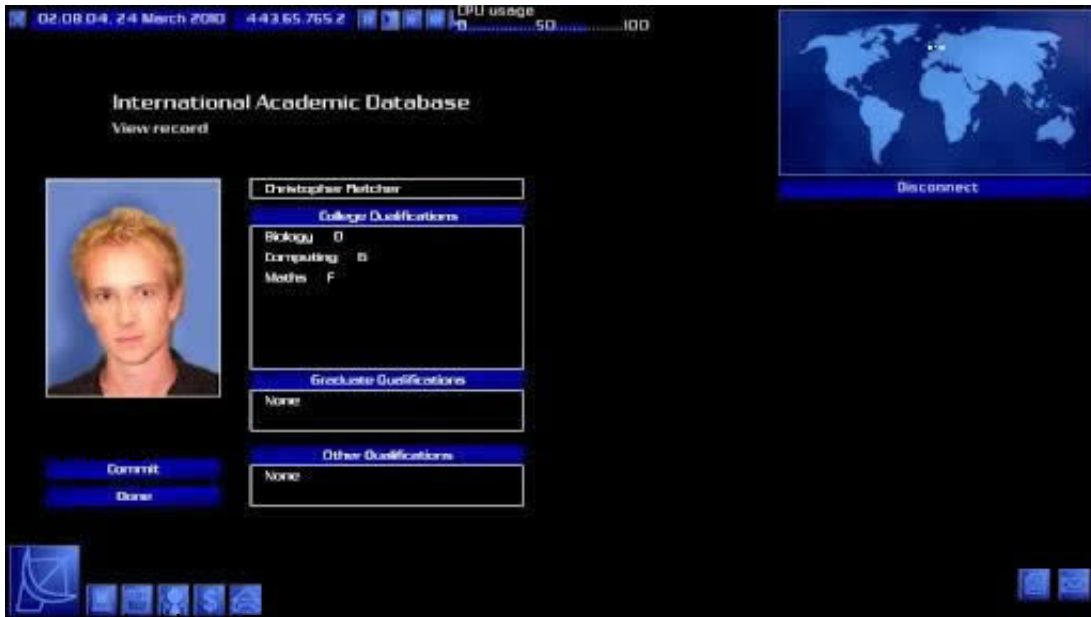 02.08.04, 24 March 2010 443.65.765.2 CPU usage
0 50 100
International Academic Database
View record
Disconnect
Christopher Fletcher
College Qualifications
Biology D
Computing
Maths F
Graduate Qualifications
None
Other Qualifications
None
Commit
Done